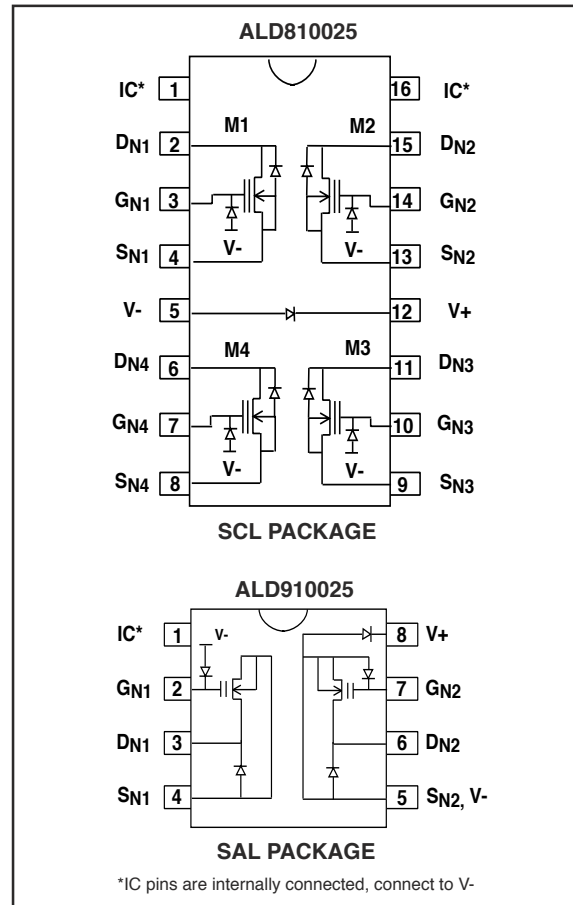 ALD810025
IC* 1 16 IC*
M1 M2
DN1 2 15 DN2
GN1 3 14 GN2
V- V-
SN1 4 13 SN2
V- 5 12 V+
M4 M3
DN4 6 11 DN3
GN4 7 10 GN3
V- V-
SN4 8 9 SN3
SCL PACKAGE
ALD910025
IC* 1 V- 8 V+
GN1 2 7 GN2
DN1 3 6 DN2
SN1 4 5 SN2, V-
SAL PACKAGE
*IC pins are internally connected, connect to V-